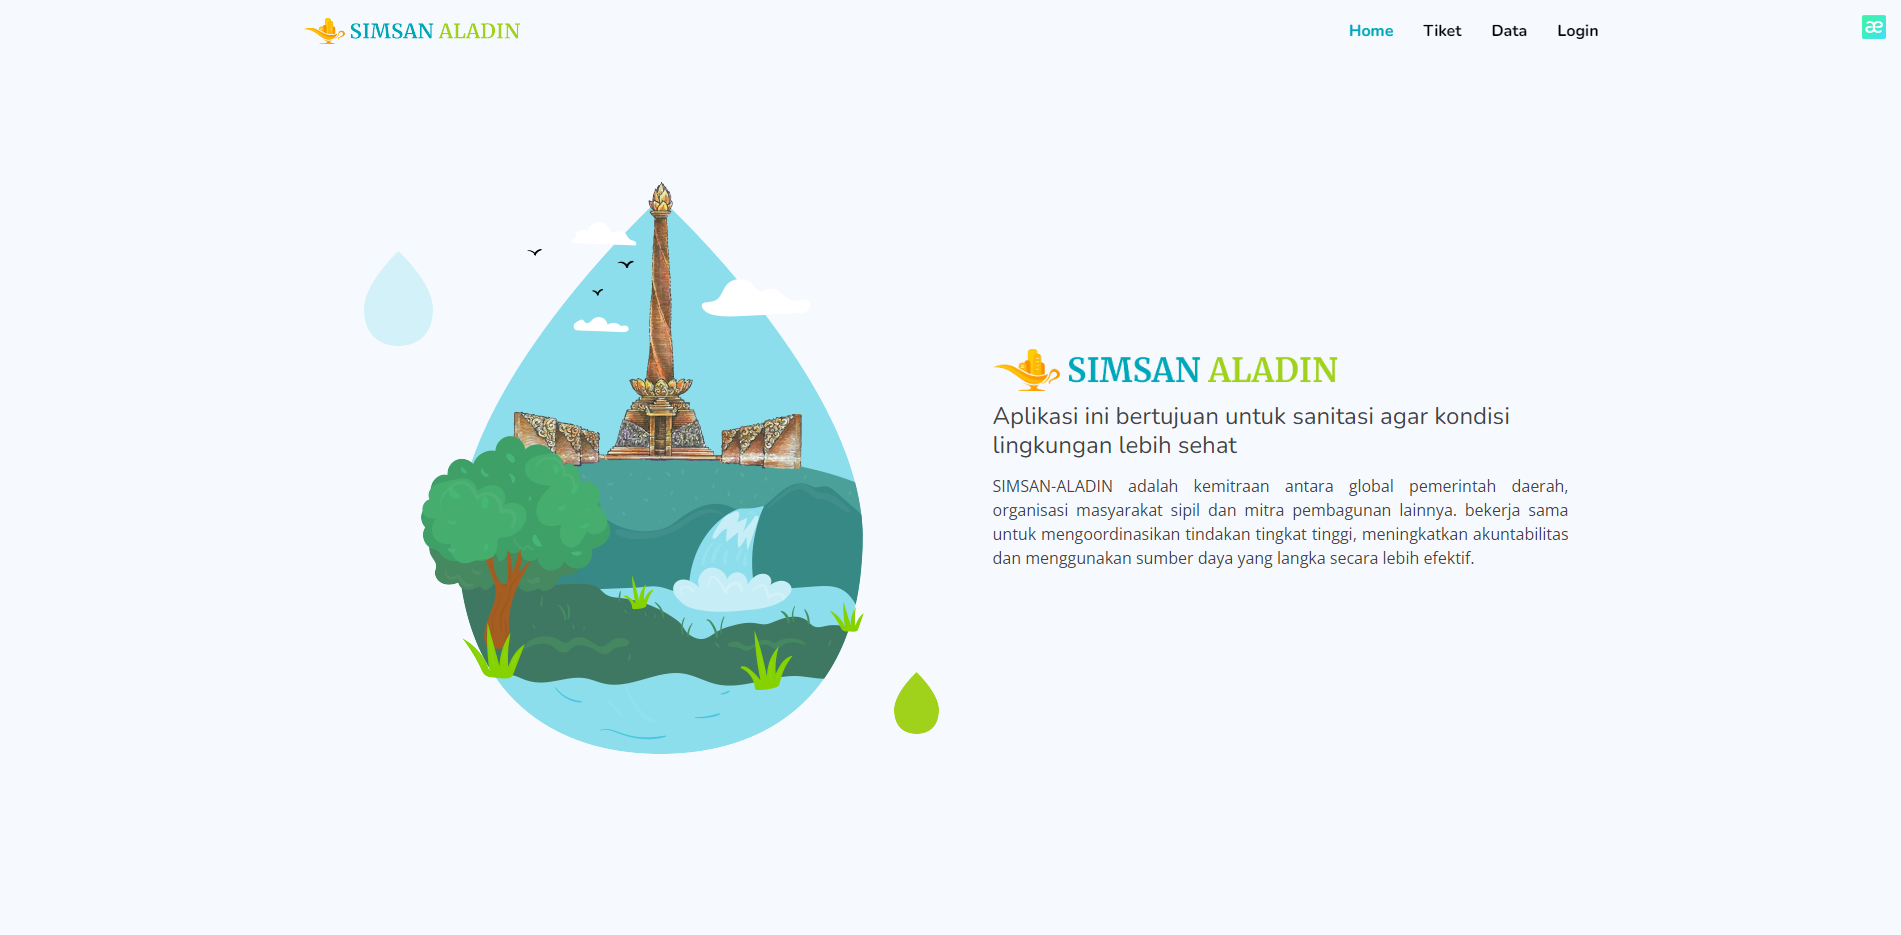 SIMSAN ALADIN
Home Tiket Data Login
æ
SIMSAN ALADIN
Aplikasi ini bertujuan untuk sanitasi agar kondisi
lingkungan lebih sehat
SIMSAN-ALADIN adalah kemitraan antara global pemerintah daerah,
organisasi masyarakat sipil dan mitra pembagunan lainnya. bekerja sama
untuk mengoordinasikan tindakan tingkat tinggi, meningkatkan akuntabilitas
dan menggunakan sumber daya yang langka secara lebih efektif.